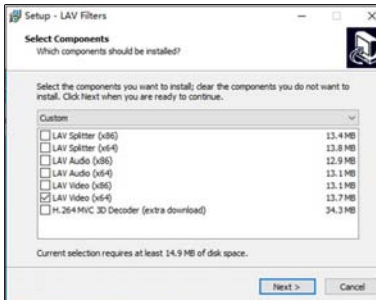 Setup - LAV Filters
Select Components
Which components should be installed?
Select the components you want to install; clear the components you do not want to
install. Click Next when you are ready to continue.
Custom
LAV Splitter (x86) 13.4 MB
LAV Splitter (x64) 13.8 MB
LAV Audio (x86) 12.9 MB
LAV Audio (x64) 13.1 MB
LAV Video (x86) 13.1 MB
LAV Video (x64) 13.7 MB
H.264 MVC 3D Decoder (extra download) 34.3 MB
Current selection requires at least 14.9 MB of disk space.
Next > Cancel